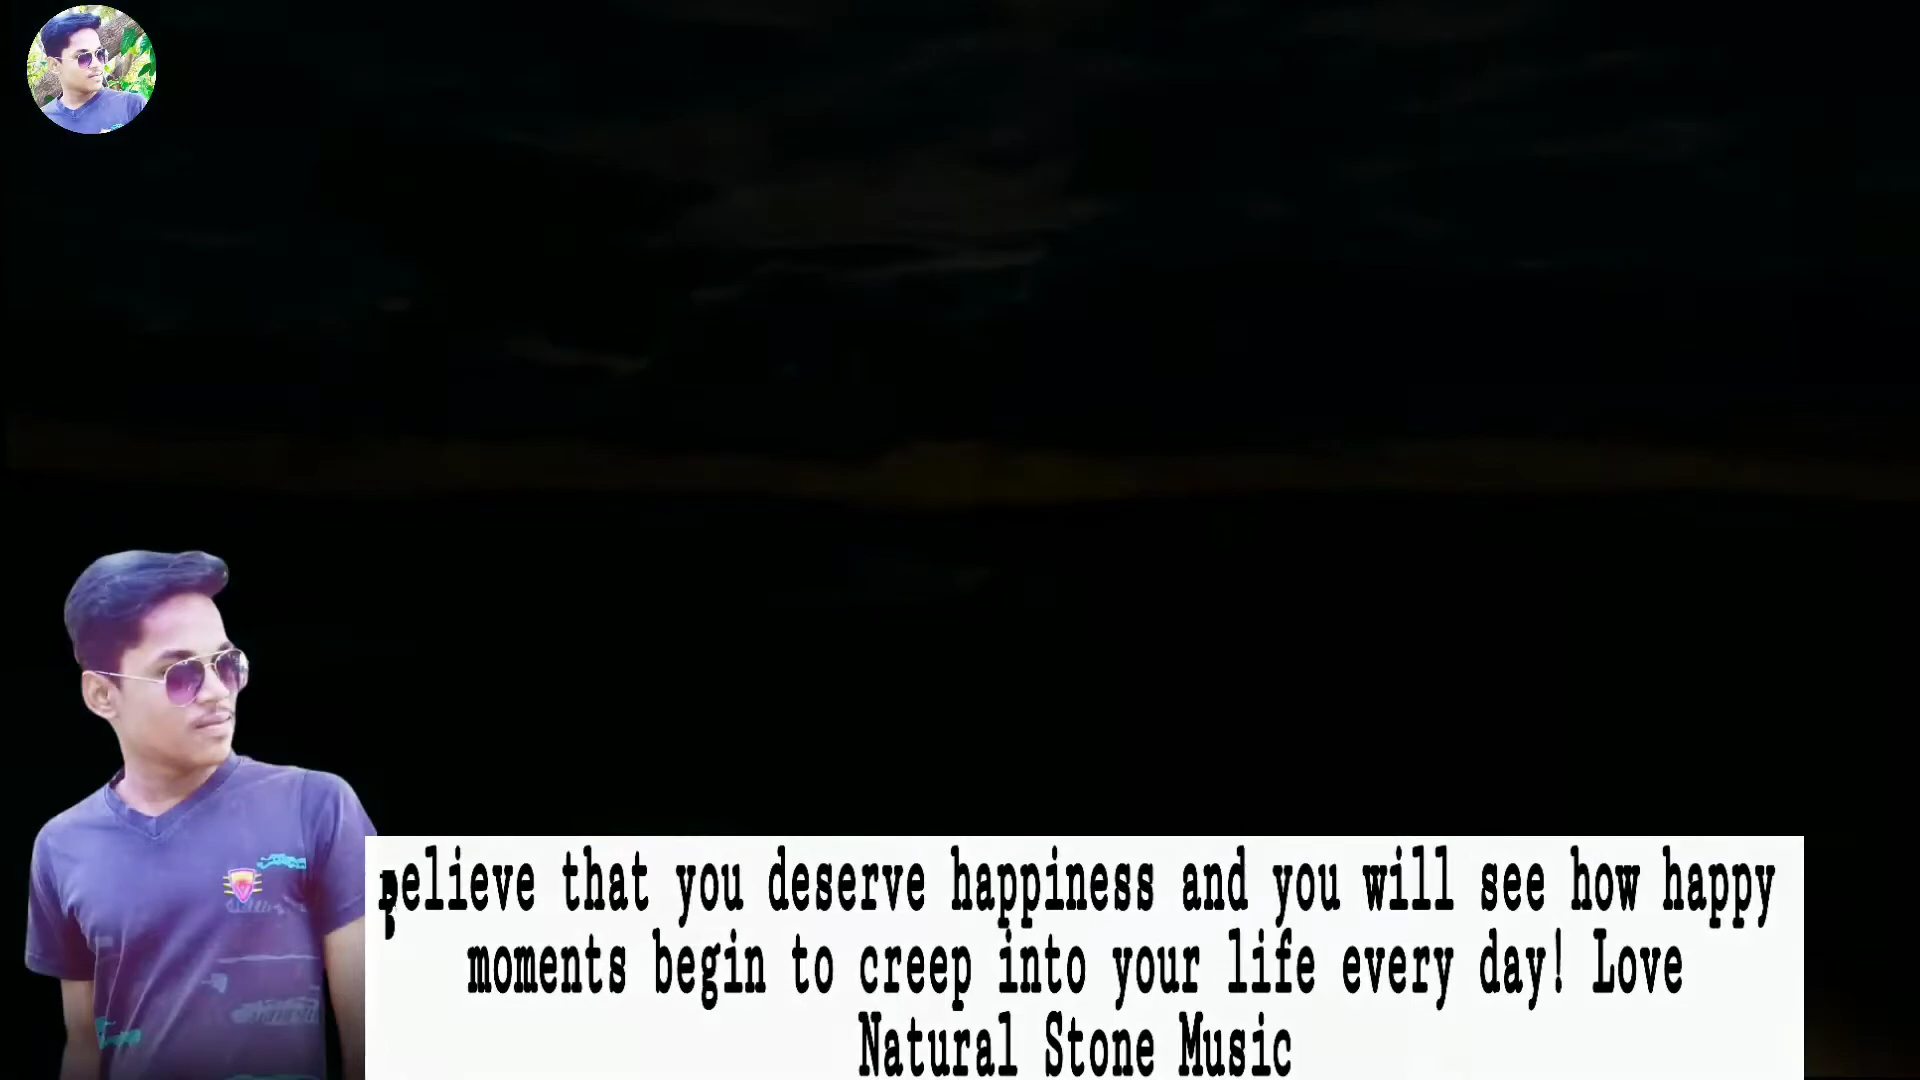 Believe that you deserve happiness and you will see how happy
moments begin to creep into your life every day! Love
Natural Stone Music